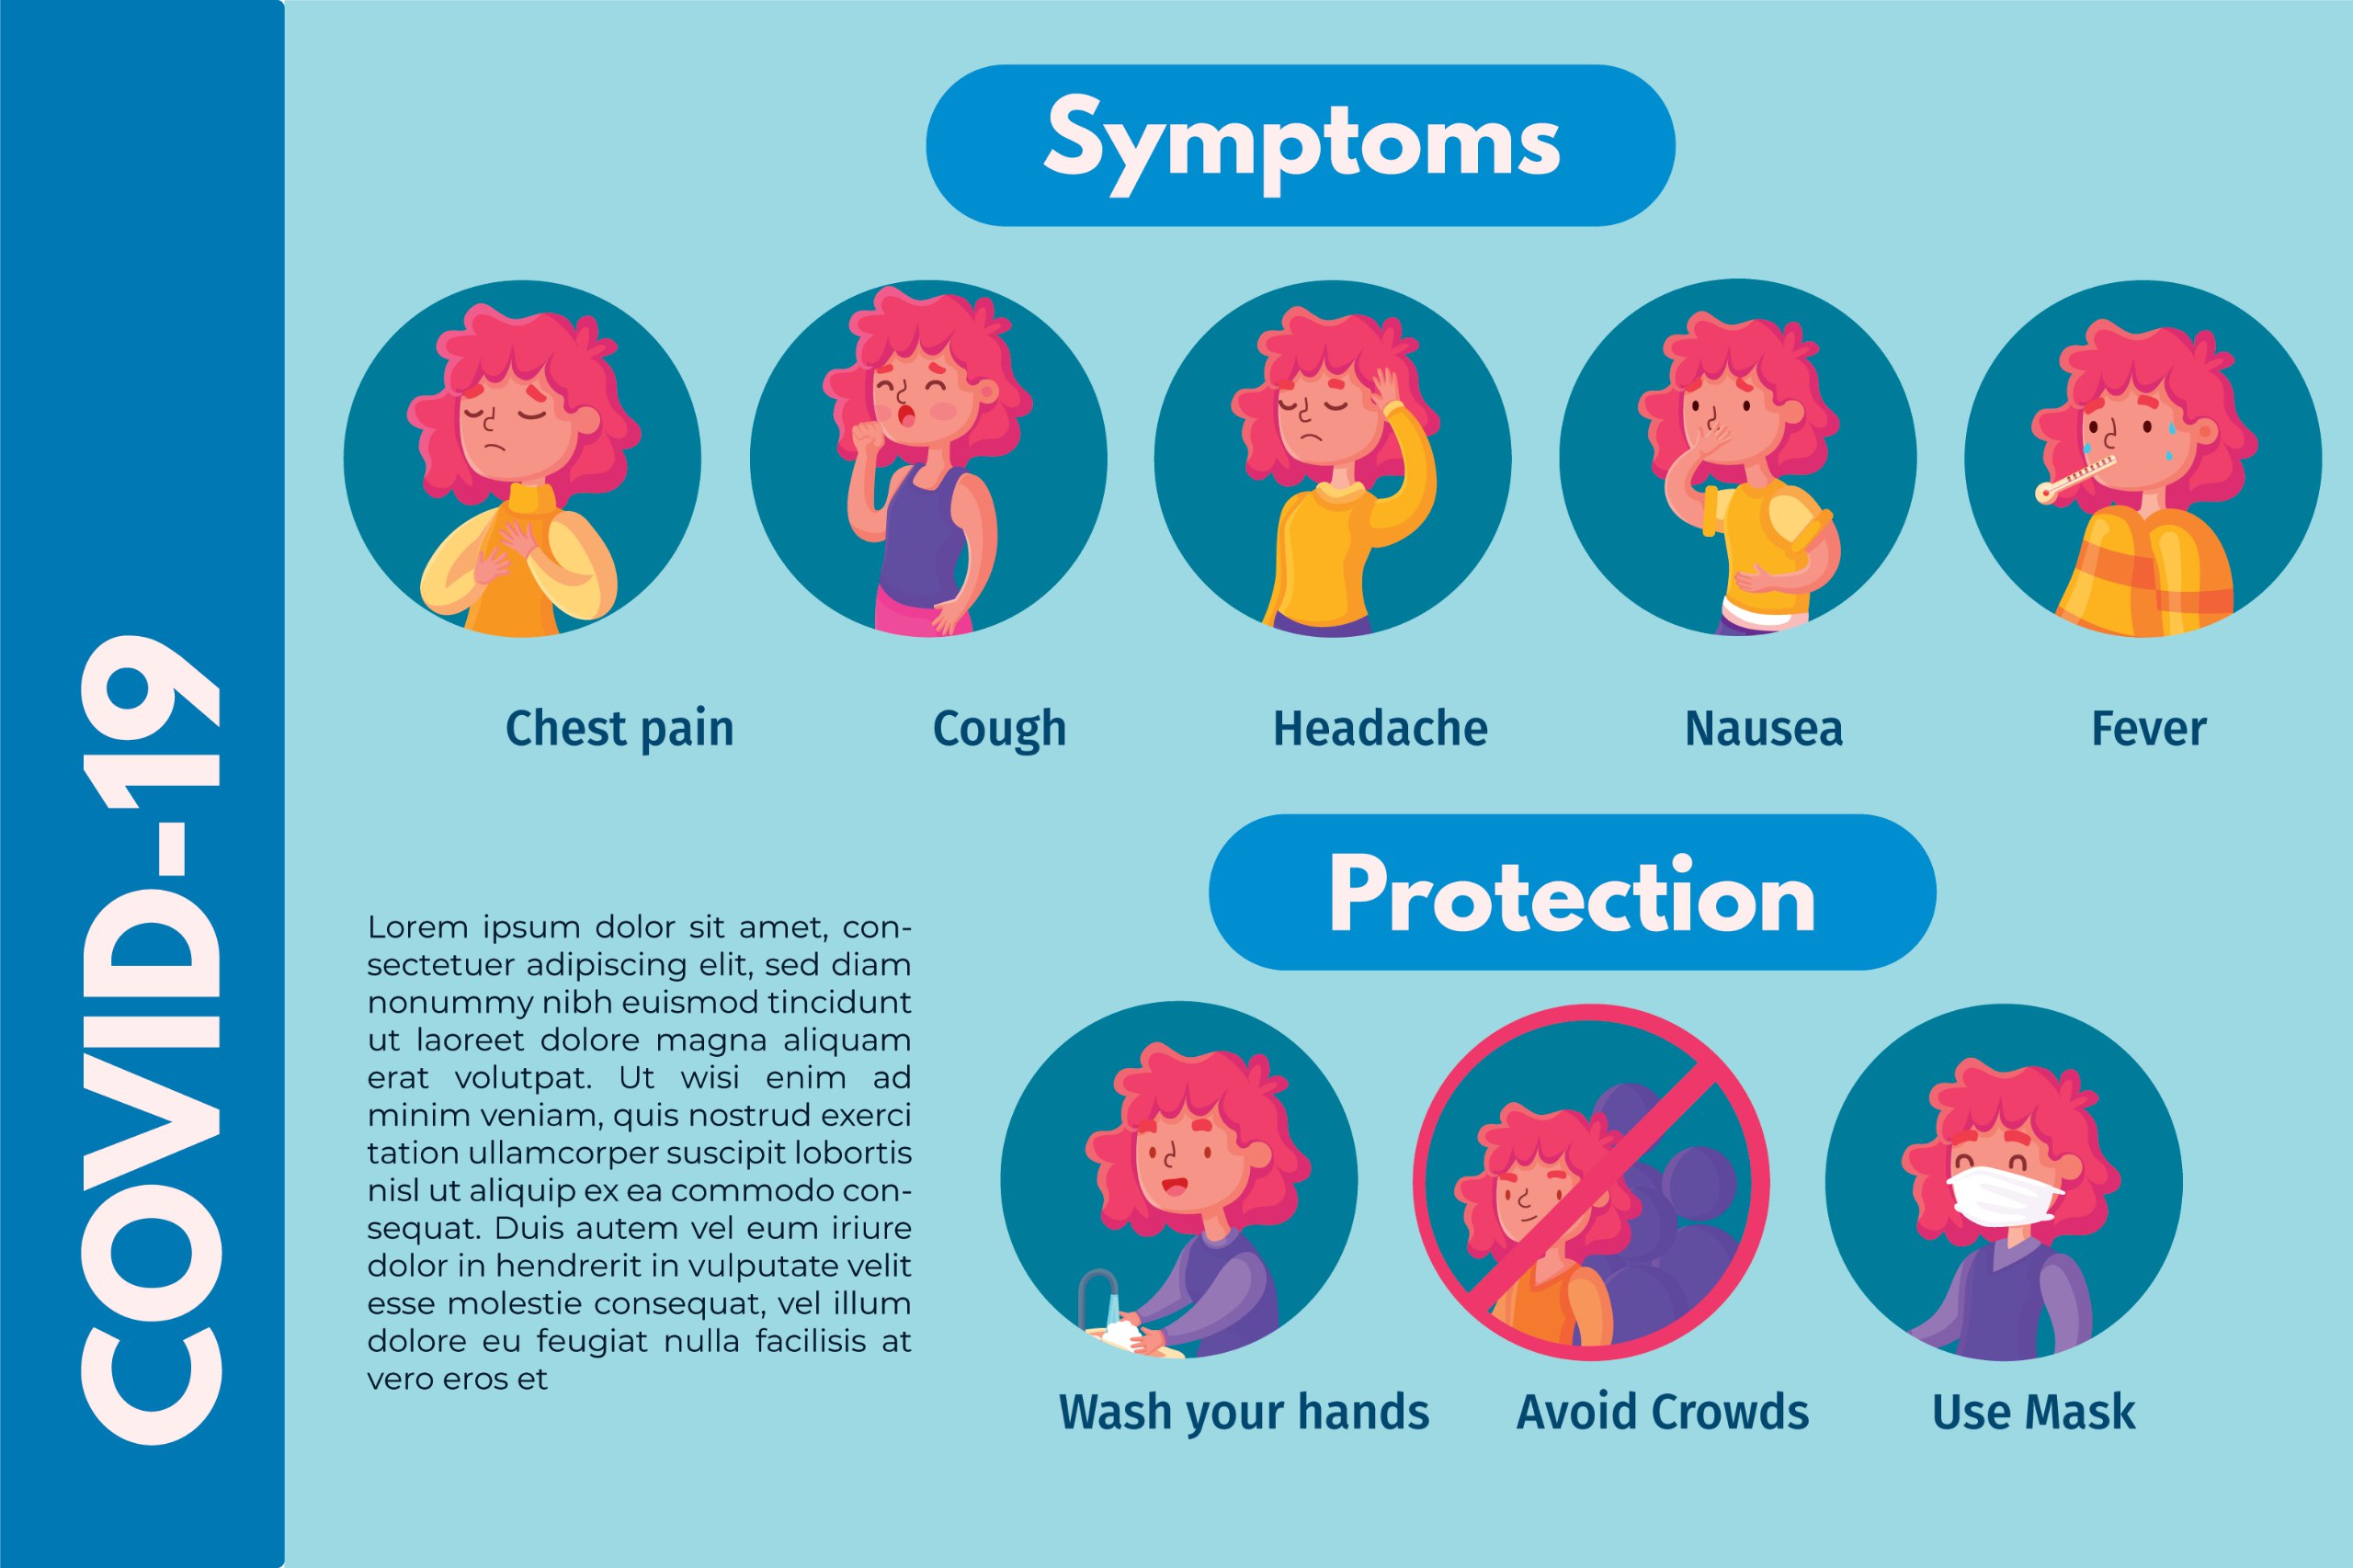 COVID-19
Symptoms
Chest pain
Cough
Headache
Nausea
Fever
Lorem ipsum dolor sit amet, con-
sectetuer adipiscing elit, sed diam
nonummy nibh euismod tincidunt
ut laoreet dolore magna aliquam
erat volutpat. Ut wisi enim ad
minim veniam, quis nostrud exerci
tation ullamcorper suscipit lobortis
nisl ut aliquip ex ea commodo con-
sequat. Duis autem vel eum iriure
dolor in hendrerit in vulputate velit
esse molestie consequat, vel illum
dolore eu feugiat nulla facilisis at
vero eros et
Protection
Wash your hands
Avoid Crowds
Use Mask